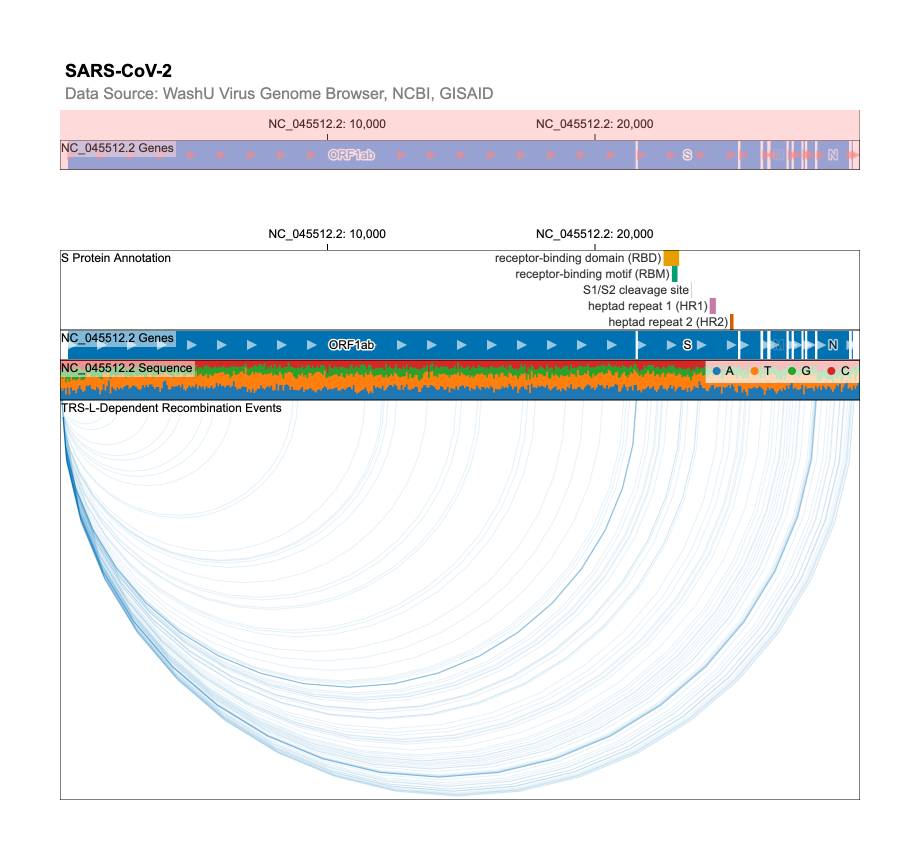 SARS-CoV-2
Data Source: WashU Virus Genome Browser, NCBI, GISAID
NC_045512.2: 10,000 NC_045512.2: 20,000
NC_045512.2 Genes
ORF1ab S N
NC_045512.2: 10,000 NC_045512.2: 20,000
S Protein Annotation
receptor-binding domain (RBD)
receptor-binding motif (RBM)
S1/S2 cleavage site
heptad repeat 1 (HR1)
heptad repeat 2 (HR2)
NC_045512.2 Genes
ORF1ab S N
NC_045512.2 Sequence
A T G C
TRS-L-Dependent Recombination Events